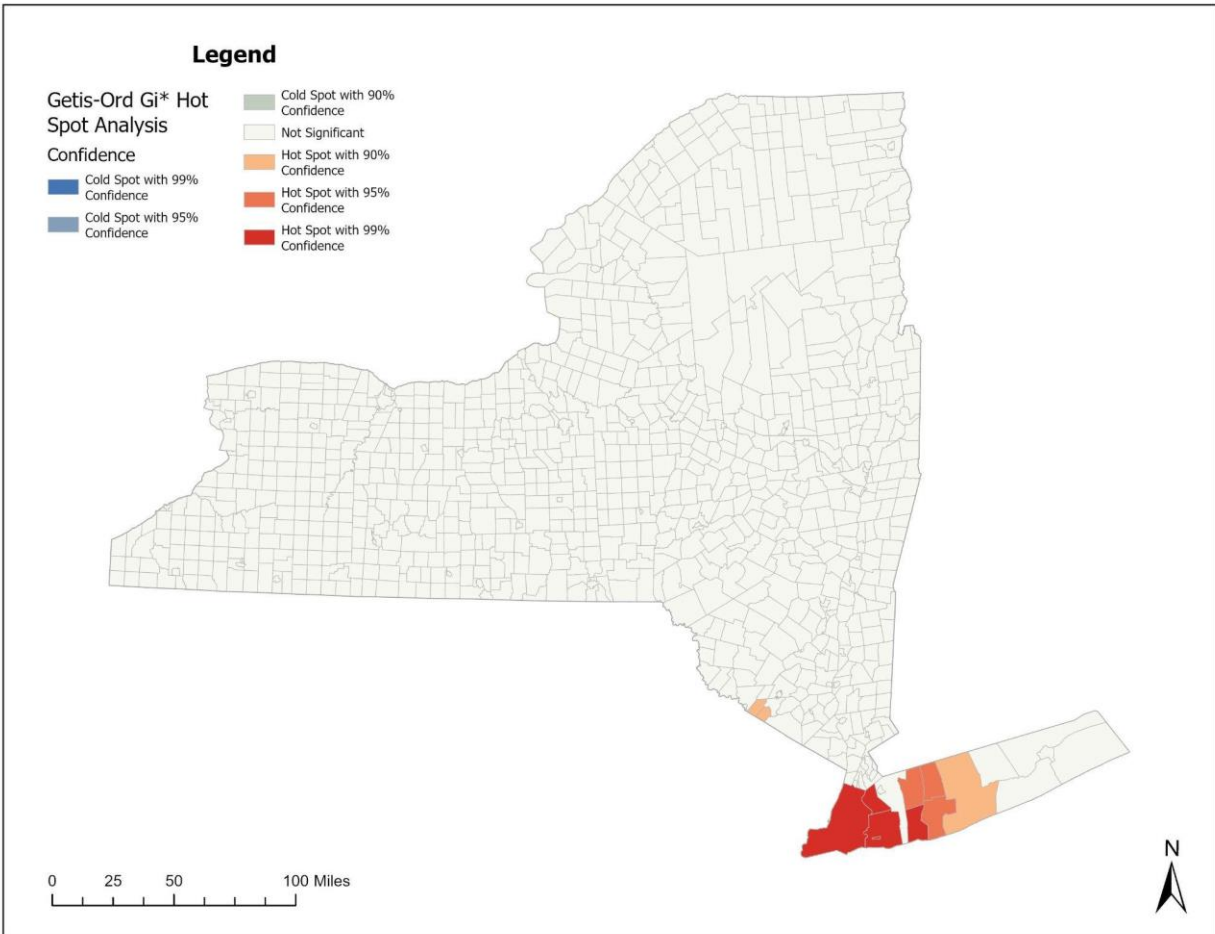 Legend
Getis-Ord Gi* Hot
Spot Analysis
Confidence
Cold Spot with 99%
Confidence
Cold Spot with 95%
Confidence
Cold Spot with 90%
Confidence
Not Significant
Hot Spot with 90%
Confidence
Hot Spot with 95%
Confidence
Hot Spot with 99%
Confidence
0 25 50 100 Miles
N